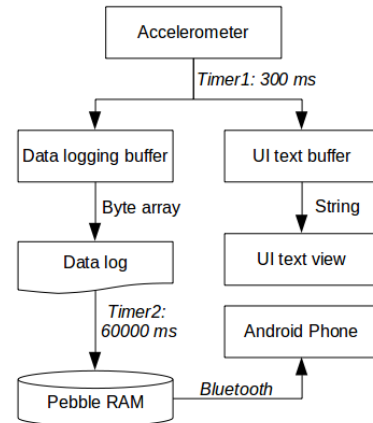 Accelerometer
Timer1: 300 ms
Data logging buffer
UI text buffer
Byte array
String
Data log
UI text view
Timer2:
60000 ms
Android Phone
Pebble RAM
Bluetooth